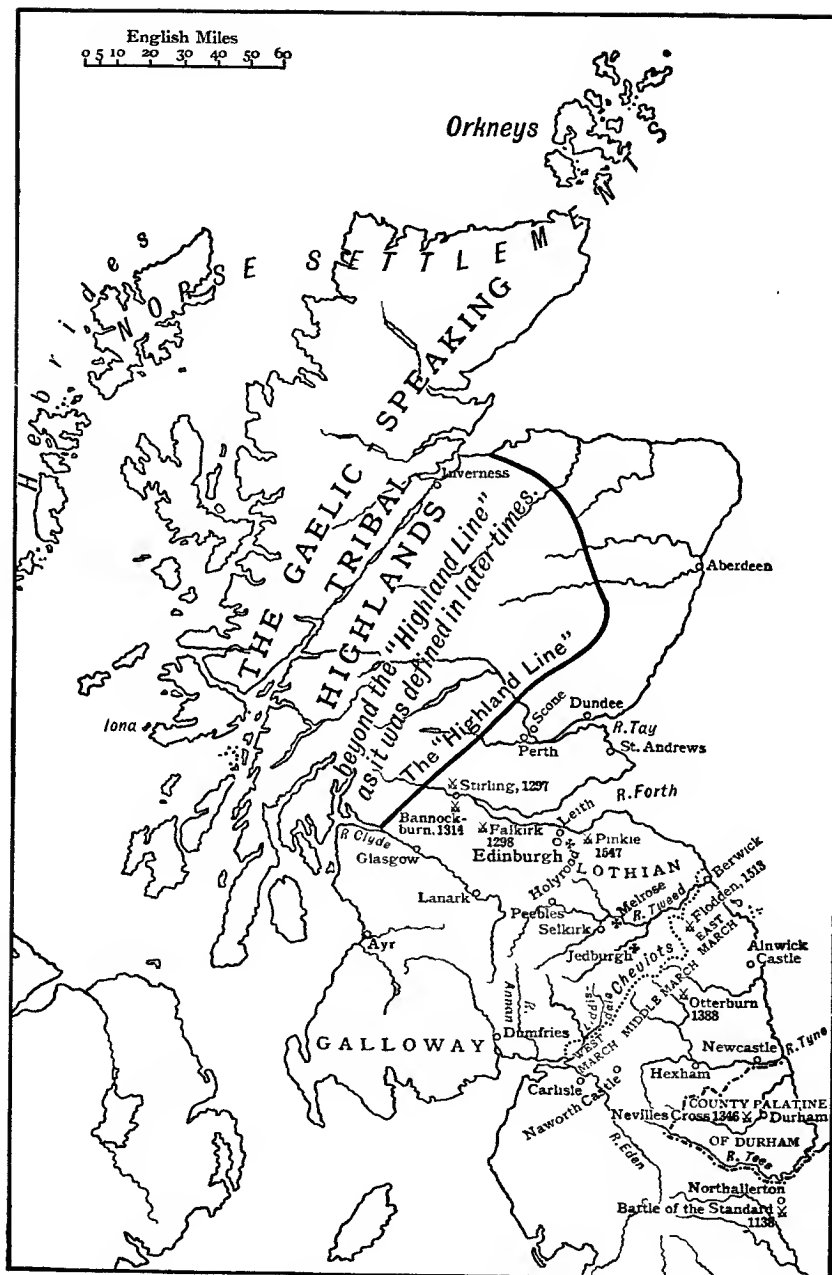 English Miles
0 5 10 20 30 40 50 60
Orkneys
NORSE SETTLEMENTS
Hebrides
THE GAELIC-SPEAKING
TRIBAL
HIGHLANDS
beyond the "Highland Line"
as it was defined in later times.
Inverness
Aberdeen
The "Highland Line"
Iona
Scone
Dundee
Perth
R. Tay
St. Andrews
Stirling, 1297
R. Forth
Bannock-
burn, 1314
Falkirk
1298
Leith
Edinburgh
Pinkie
1547
R Clyde
Glasgow
Holyrood
LOTHIAN
Berwick
Lanark
Peebles
Melrose
R. Tweed
Flodden, 1513
Selkirk
EAST
MARCH
Jedburgh
Cheviots
Alnwick
Castle
Ayr
MIDDLE MARCH
Otterburn
1388
Annan
R.
WEST
MARCH
GALLOWAY
Dumfries
Newcastle
R. Tyne
Hexham
Carlisle
Naworth Castle
COUNTY PALATINE
Nevilles Cross 1346
Durham
OF DURHAM
R. Tees
R. Eden
Northallerton
Battle of the Standard
1138